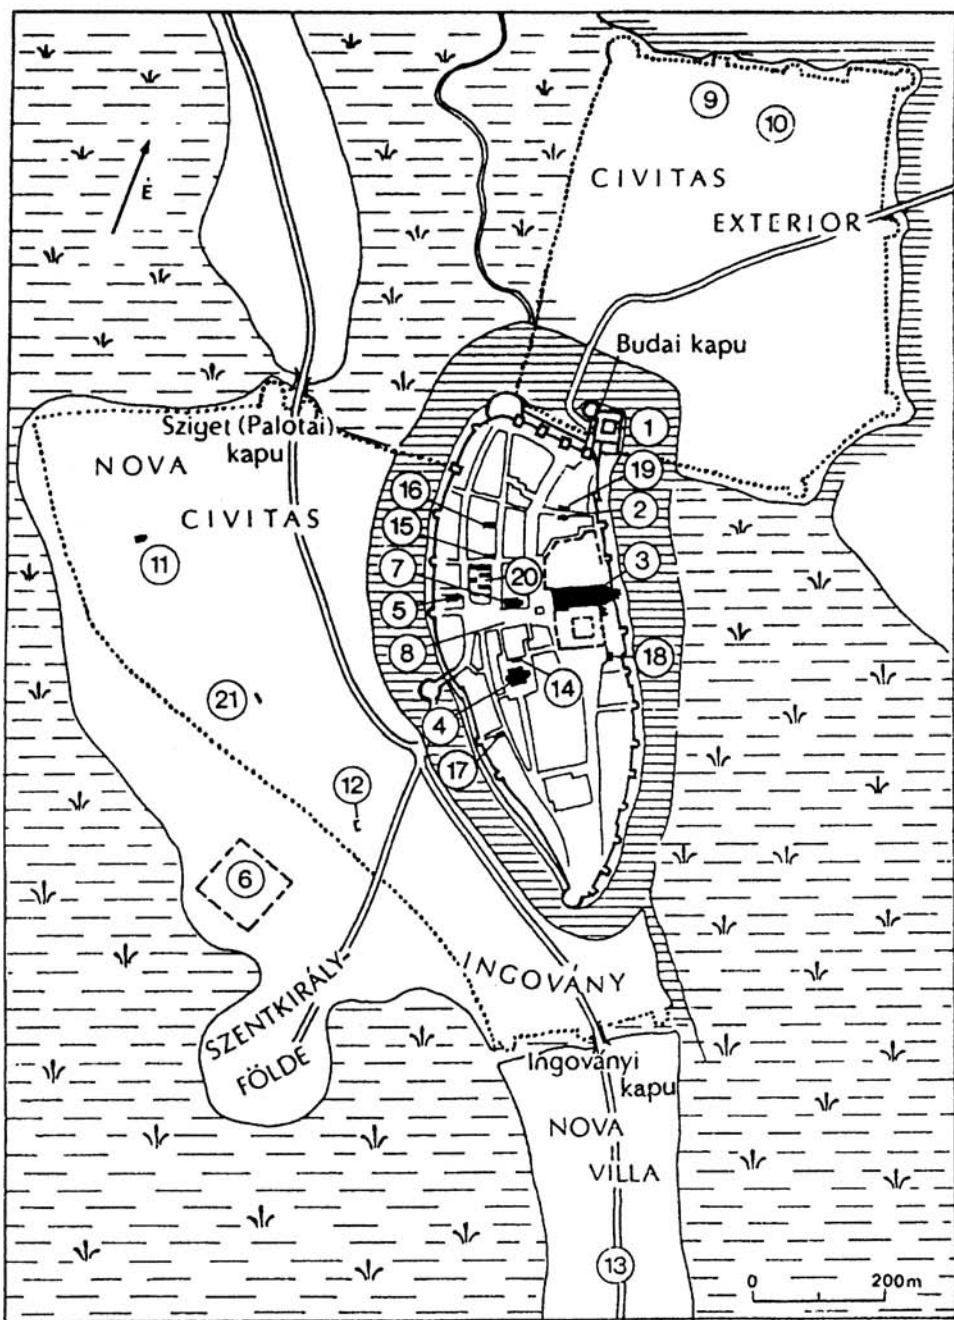 9
10
CIVITAS
EXTERIOR
É
Budai kapu
1
Sziget (Palotai)
kapu
NOVA
CIVITAS
16
19
15
2
11
7
20
3
5
8
18
21
14
4
17
12
6
INGOVÁNY
SZENTKIRÁLY
FÖLDE
Ingoványi
kapu
NOVA
VILLA
13
0
200m